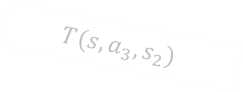 T(s, a₃, s₂)